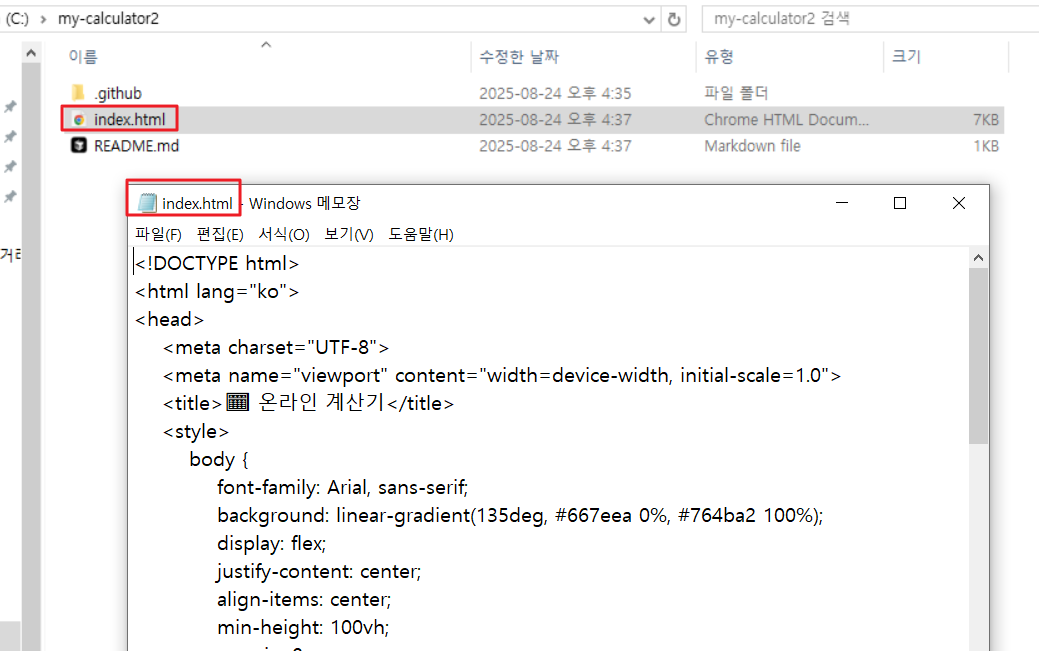 (C:) > my-calculator2
my-calculator2 검색
이름 수정한 날짜 유형 크기
.github 2025-08-24 오후 4:35 파일 폴더
index.html 2025-08-24 오후 4:37 Chrome HTML Docum... 7KB
README.md 2025-08-24 오후 4:37 Markdown file 1KB
index.html - Windows 메모장
파일(F) 편집(E) 서식(O) 보기(V) 도움말(H)
<!DOCTYPE html>
<html lang="ko">
<head>
<meta charset="UTF-8">
<meta name="viewport" content="width=device-width, initial-scale=1.0">
<title>🧮 온라인 계산기</title>
<style>
body {
font-family: Arial, sans-serif;
background: linear-gradient(135deg, #667eea 0%, #764ba2 100%);
display: flex;
justify-content: center;
align-items: center;
min-height: 100vh;